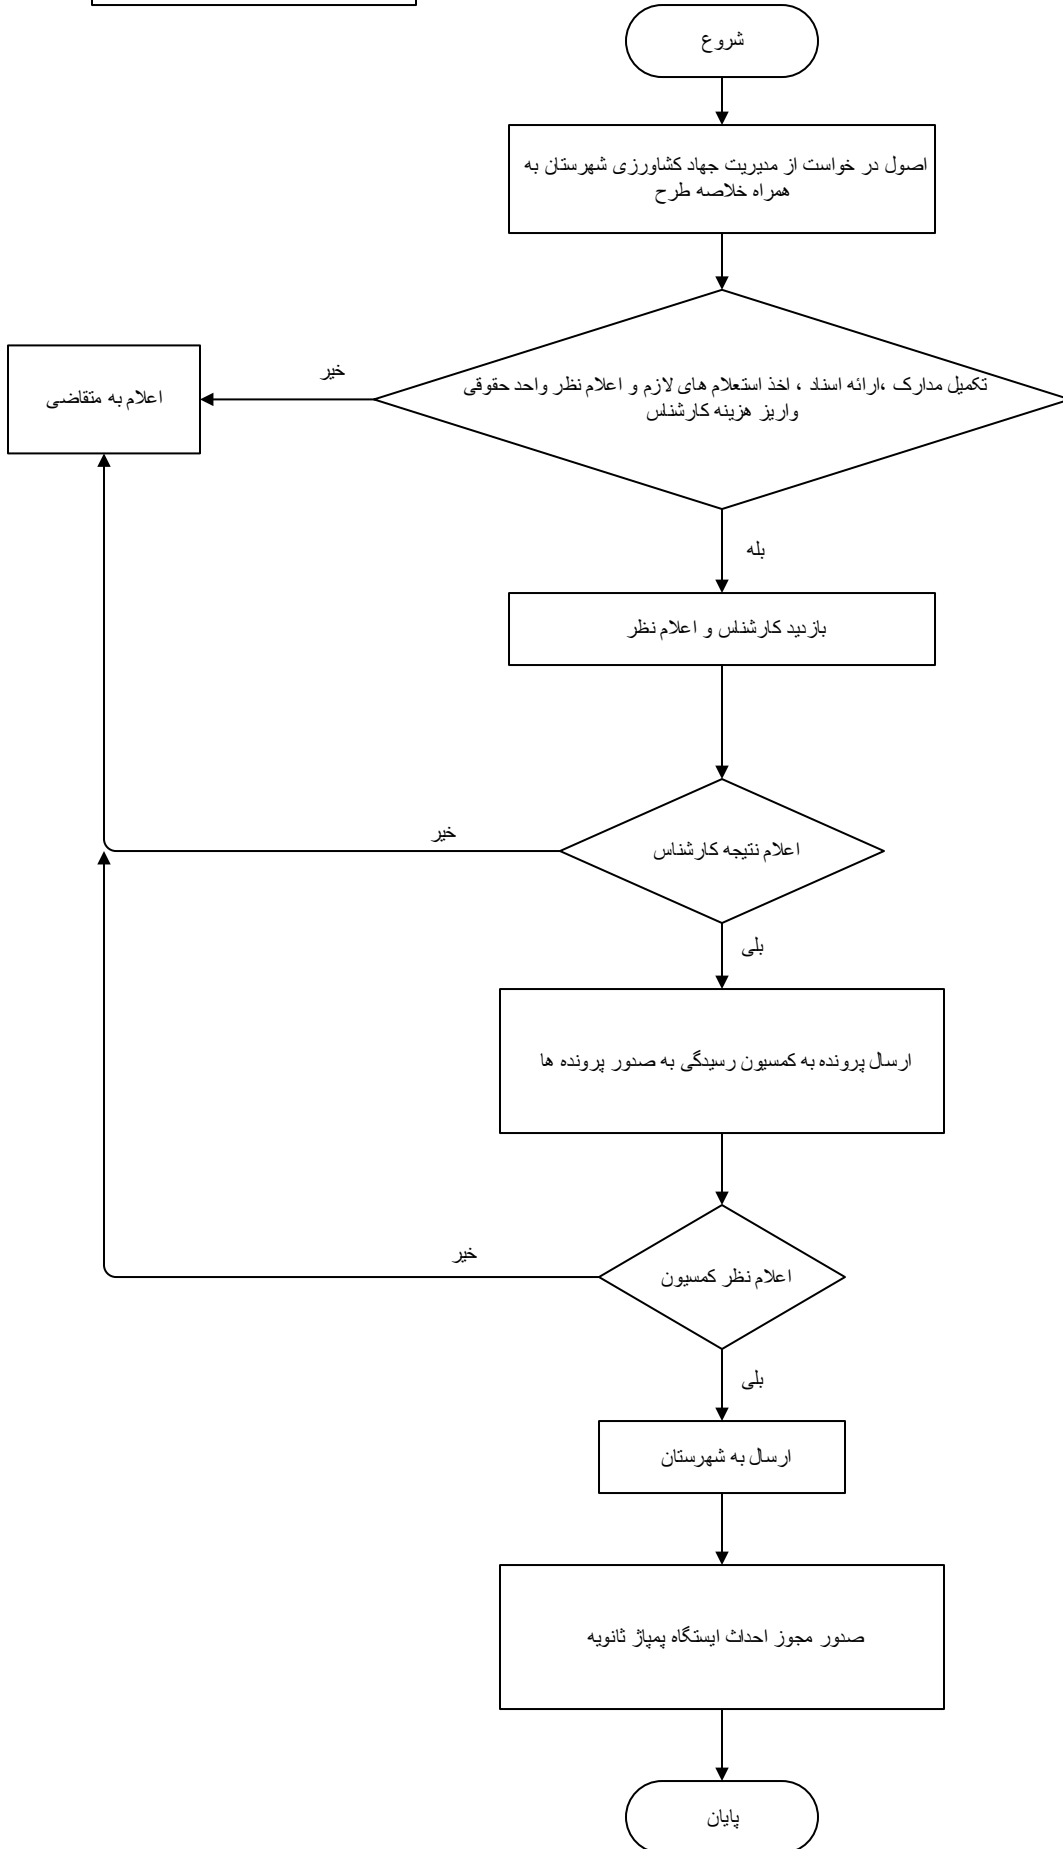 شروع
اصول در خواست از مدیریت جهاد کشاورزی شهرستان به
همراه خلاصه طرح
تکمیل مدارک ،ارائه اسناد ، اخذ استعلام های لازم و اعلام نظر واحد حقوقی
واریز هزینه کارشناس
خیر
اعلام به متقاضی
بله
بازدید کارشناس و اعلام نظر
اعلام نتیجه کارشناس
خیر
بلی
ارسال پرونده به کمسیون رسیدگی به صدور پرونده ها
اعلام نظر کمسیون
خیر
بلی
ارسال به شهرستان
صدور مجوز احداث ایستگاه پمپاژ ثانویه
پایان